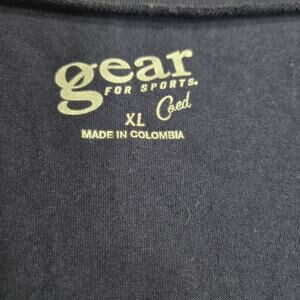 gear
FOR SPORTS®
XL Coed
MADE IN COLOMBIA